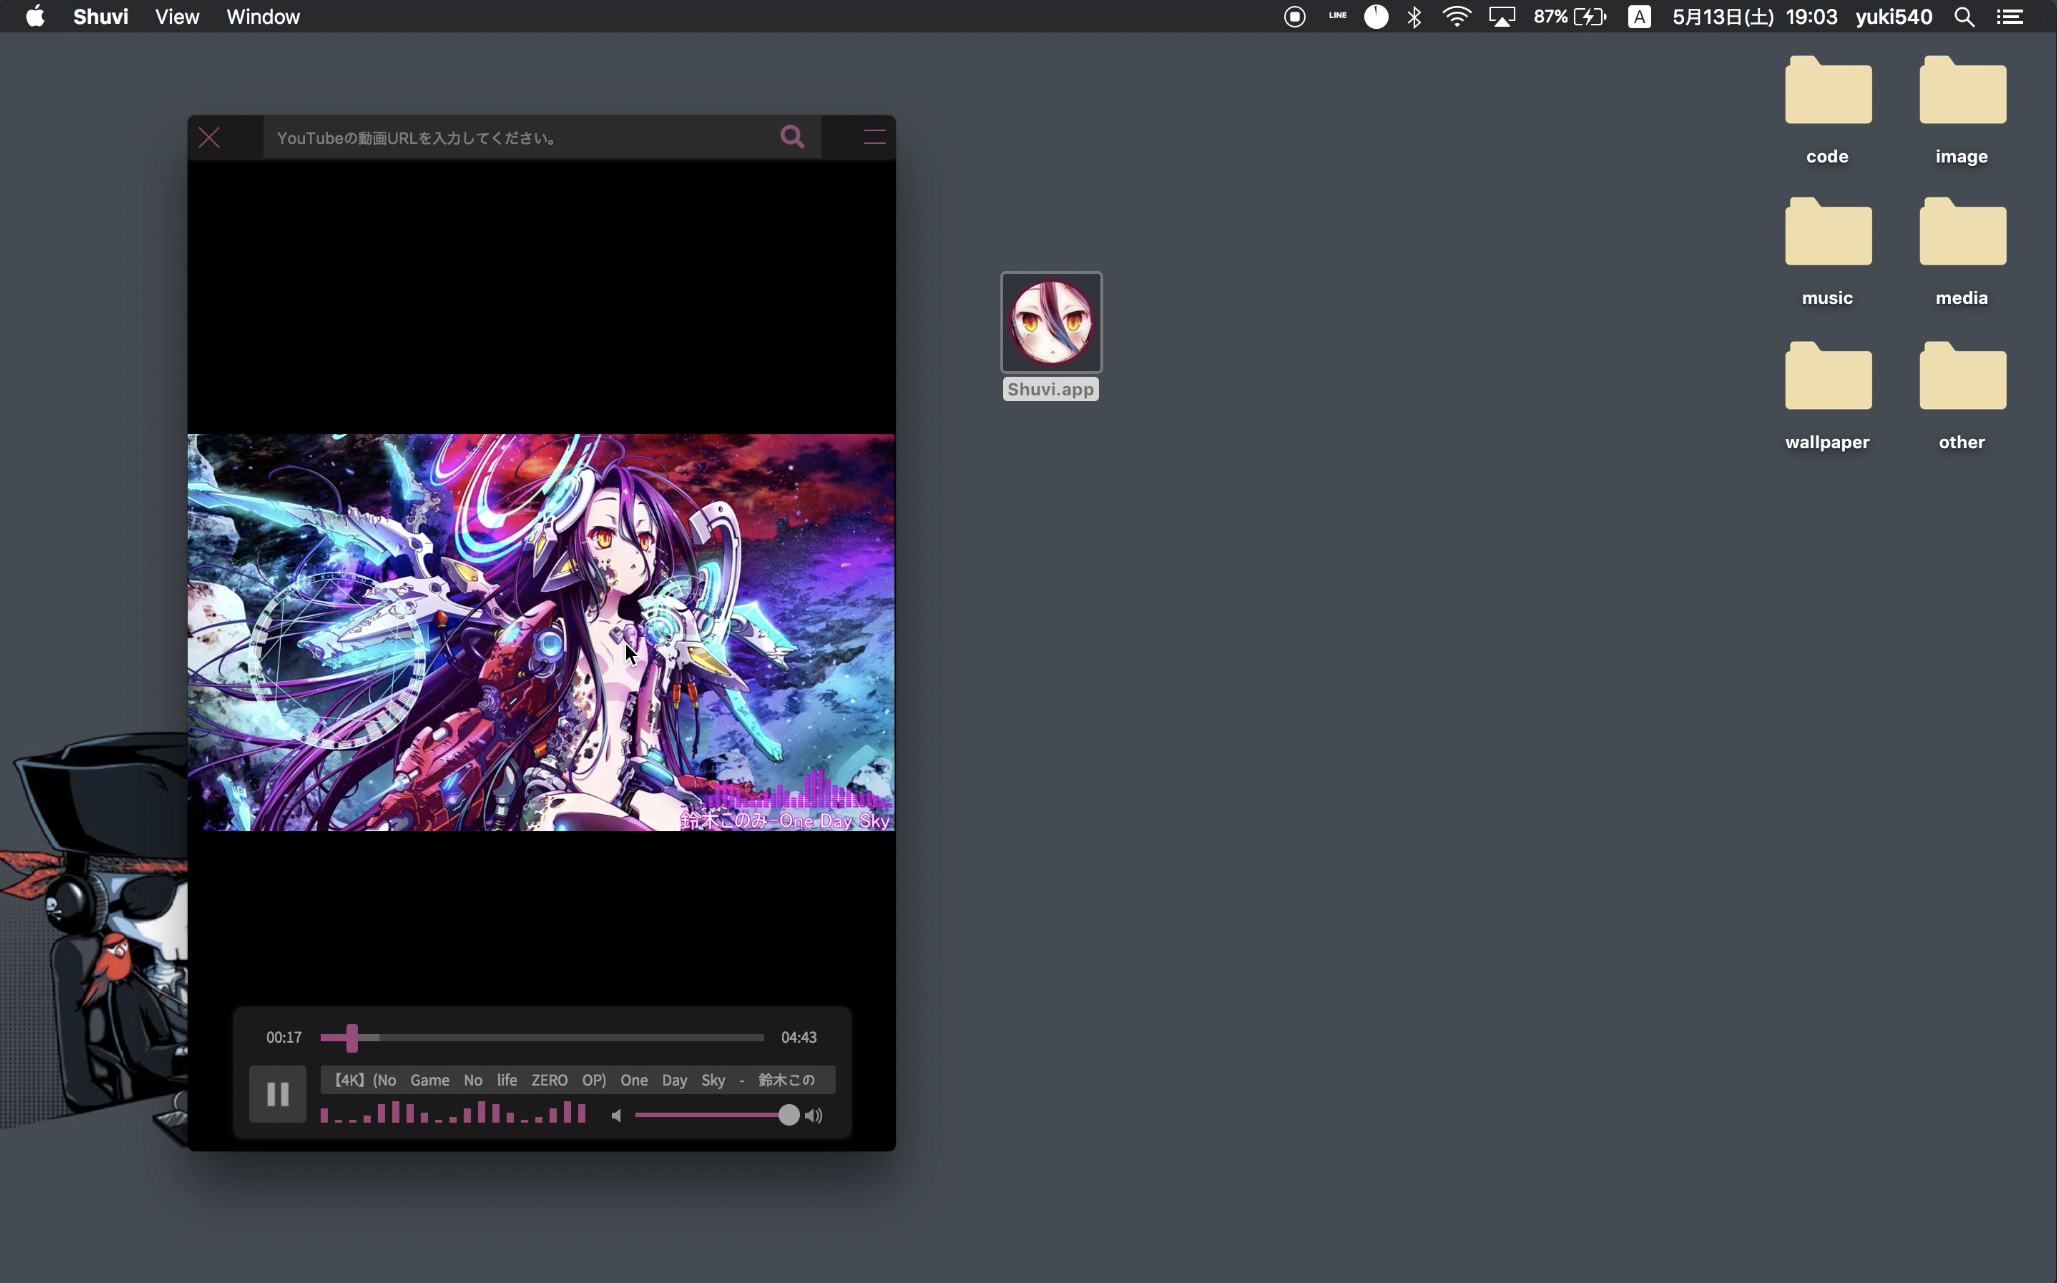 Shuvi View Window LINE 87% A 5月13日(土) 19:03 yuki540
YouTubeの動画URLを入力してください。
code image
music media
Shuvi.app
wallpaper other
鈴木このみ-One Day Sky
00:17 04:43
【4K】(No Game No life ZERO OP) One Day Sky - 鈴木この